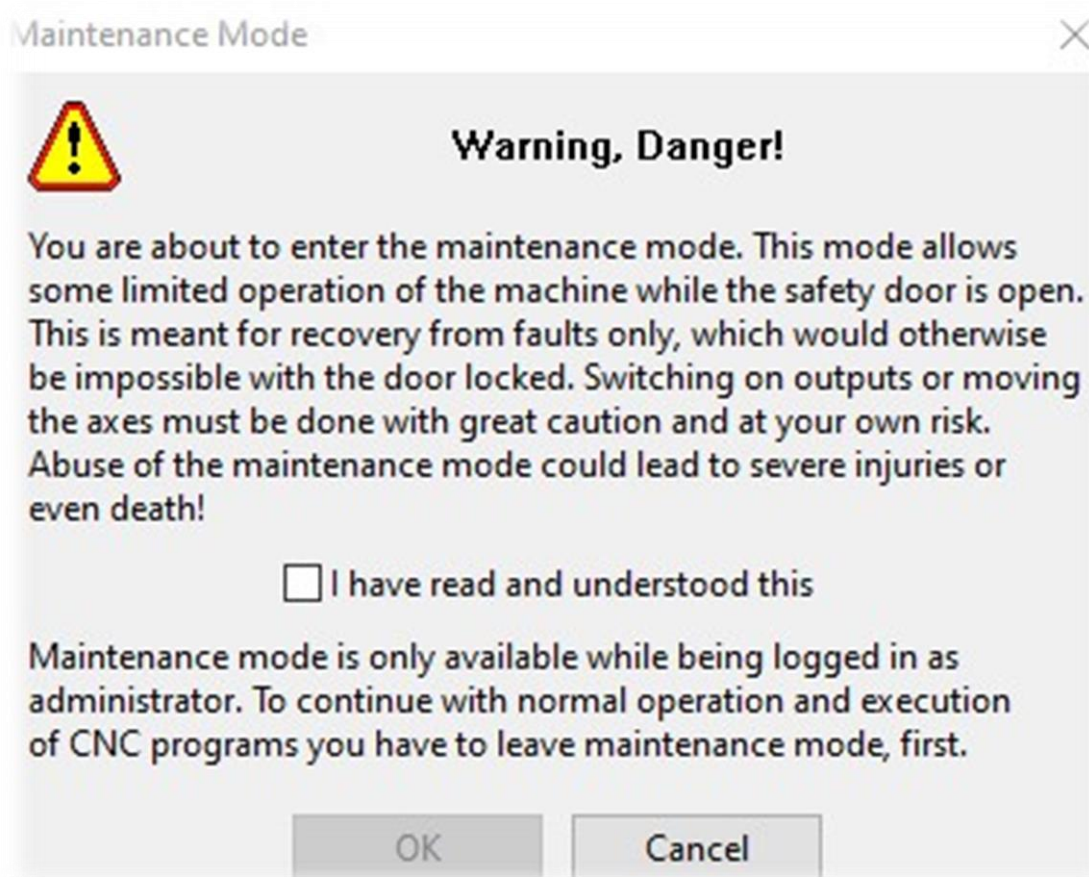 Maintenance Mode
Warning, Danger!
You are about to enter the maintenance mode. This mode allows
some limited operation of the machine while the safety door is open.
This is meant for recovery from faults only, which would otherwise
be impossible with the door locked. Switching on outputs or moving
the axes must be done with great caution and at your own risk.
Abuse of the maintenance mode could lead to severe injuries or
even death!
I have read and understood this
Maintenance mode is only available while being logged in as
administrator. To continue with normal operation and execution
of CNC programs you have to leave maintenance mode, first.
OK Cancel